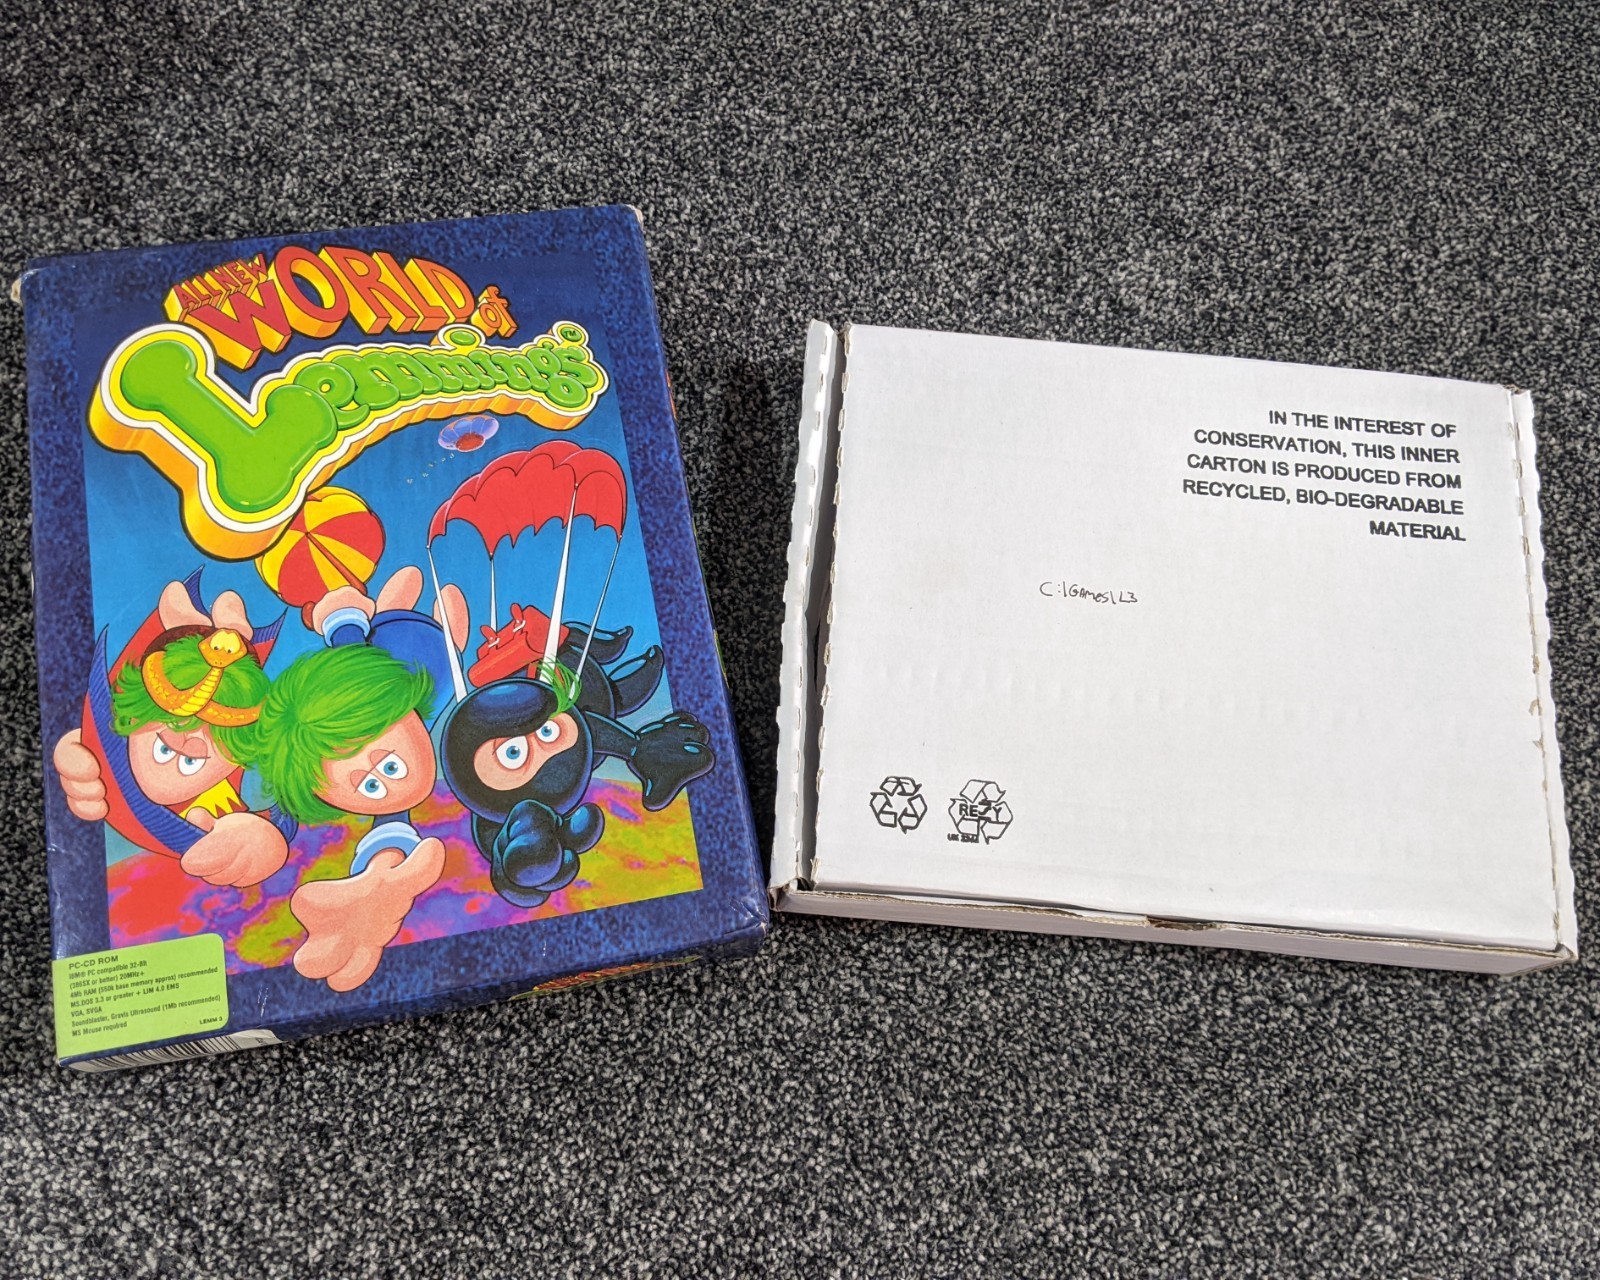 ALL NEW
WORLD of
Lemmings™
PC-CD ROM
IBM® PC compatible 32-Bit
(386SX or better) 20MHz+
4Mb RAM (550k base memory approx) recommended
MS.DOS 3.3 or greater + LIM 4.0 EMS
VGA, SVGA
Soundblaster, Gravis Ultrasound (1Mb recommended)
MS Mouse required
LEMM 3
IN THE INTEREST OF
CONSERVATION, THIS INNER
CARTON IS PRODUCED FROM
RECYCLED, BIO-DEGRADABLE
MATERIAL
C:\GAMES\L3
RESY